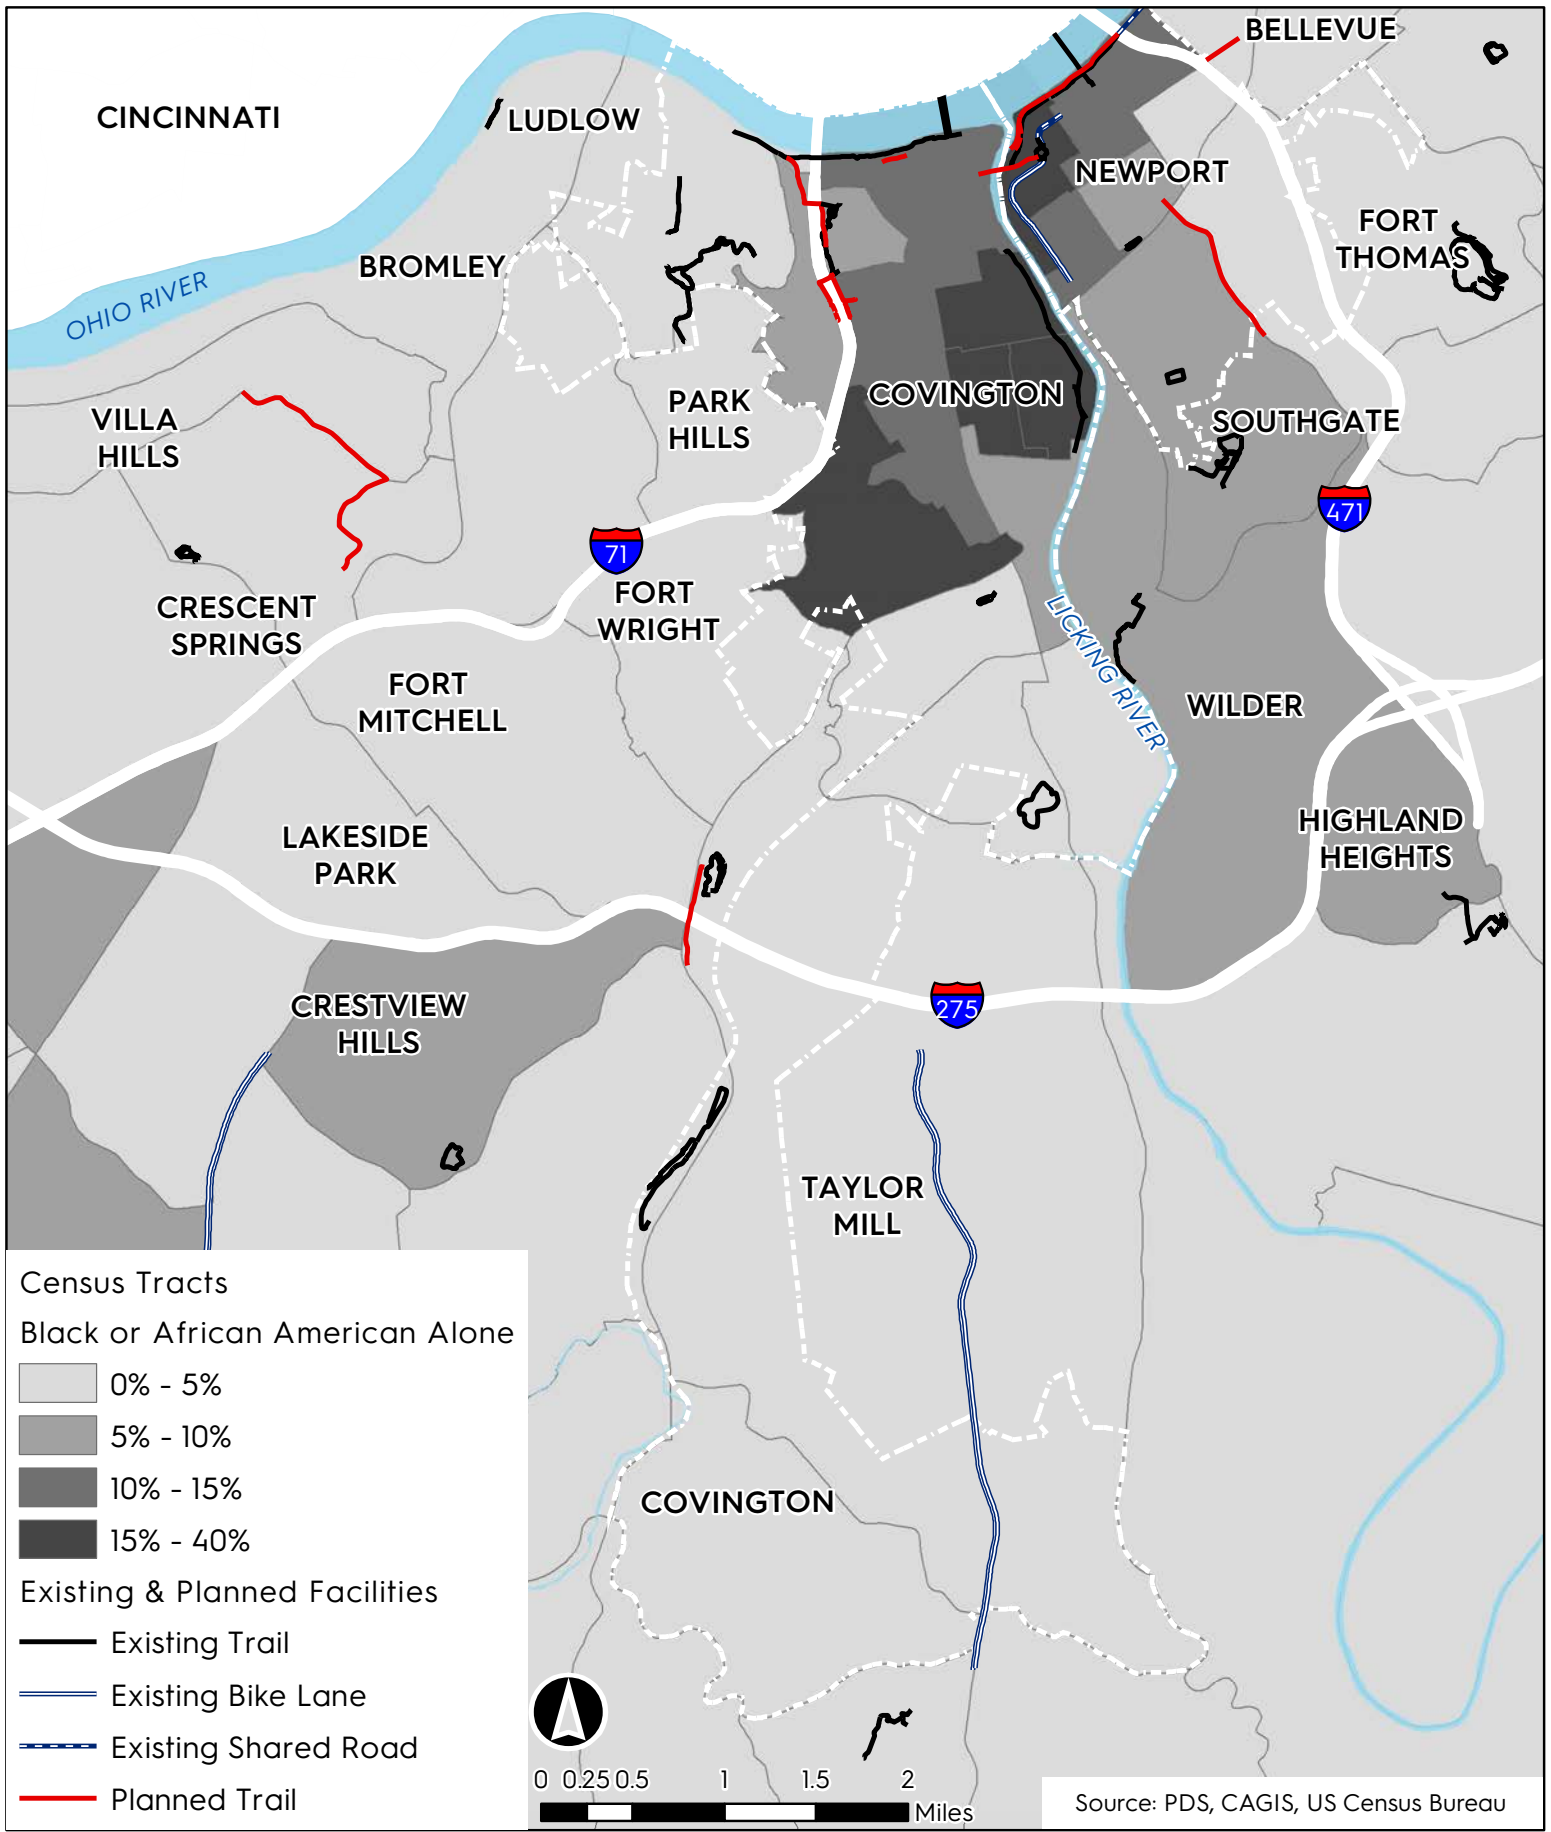 BELLEVUE
CINCINNATI
LUDLOW
NEWPORT
FORT
THOMAS
BROMLEY
OHIO RIVER
PARK
HILLS
COVINGTON
VILLA
HILLS
SOUTHGATE
471
71
CRESCENT
SPRINGS
FORT
WRIGHT
LICKING RIVER
FORT
MITCHELL
WILDER
LAKESIDE
PARK
HIGHLAND
HEIGHTS
CRESTVIEW
HILLS
275
TAYLOR
MILL
COVINGTON
Census Tracts
Black or African American Alone
0% - 5%
5% - 10%
10% - 15%
15% - 40%
Existing & Planned Facilities
Existing Trail
Existing Bike Lane
Existing Shared Road
Planned Trail
0 0.25 0.5 1 1.5 2
Miles
Source: PDS, CAGIS, US Census Bureau